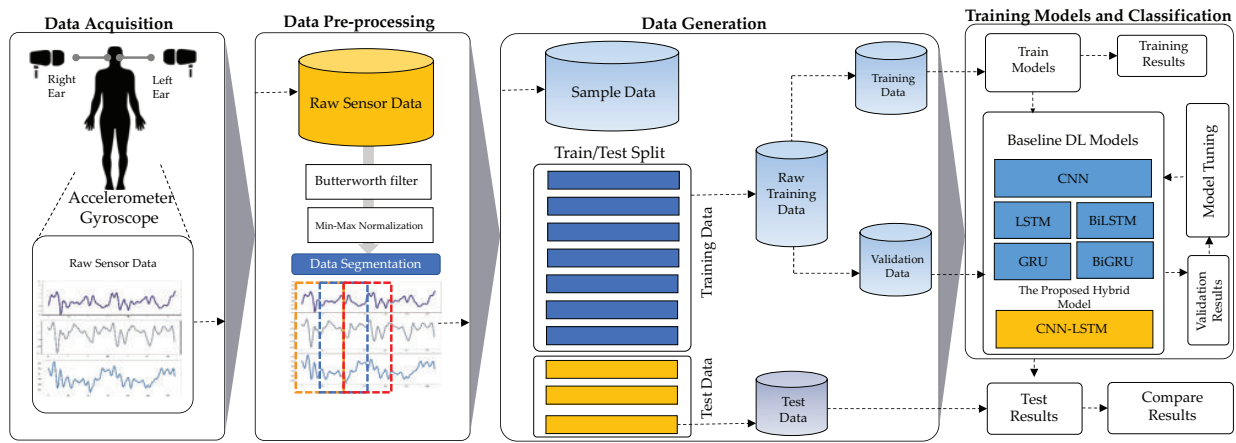 Data Acquisition
Right
Ear
Left
Ear
Accelerometer
Gyroscope
Raw Sensor Data
Data Pre-processing
Raw Sensor Data
Butterworth filter
Min-Max Normalization
Data Segmentation
Data Generation
Sample Data
Train/Test Split
Training Data
Test Data
Raw
Training
Data
Training
Data
Validation
Data
Test
Data
Training Models and Classification
Train
Models
Training
Results
Baseline DL Models
CNN
LSTM
BiLSTM
GRU
BiGRU
The Proposed Hybrid
Model
CNN-LSTM
Model Tuning
Validation
Results
Test
Results
Compare
Results